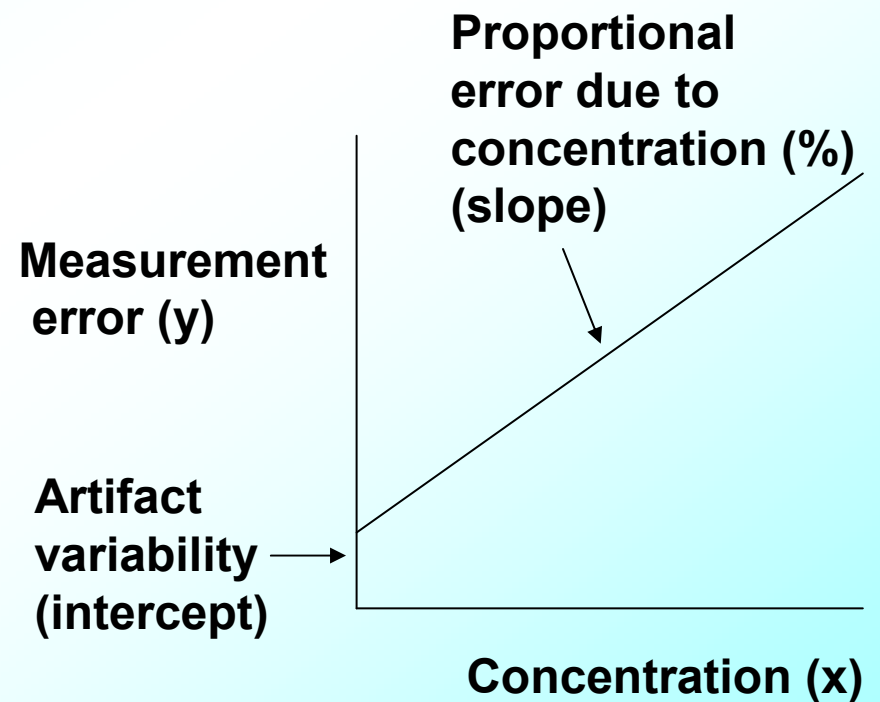 Proportional
error due to
concentration (%)
(slope)
Measurement
error (y)
Artifact
variability
(intercept)
Concentration (x)